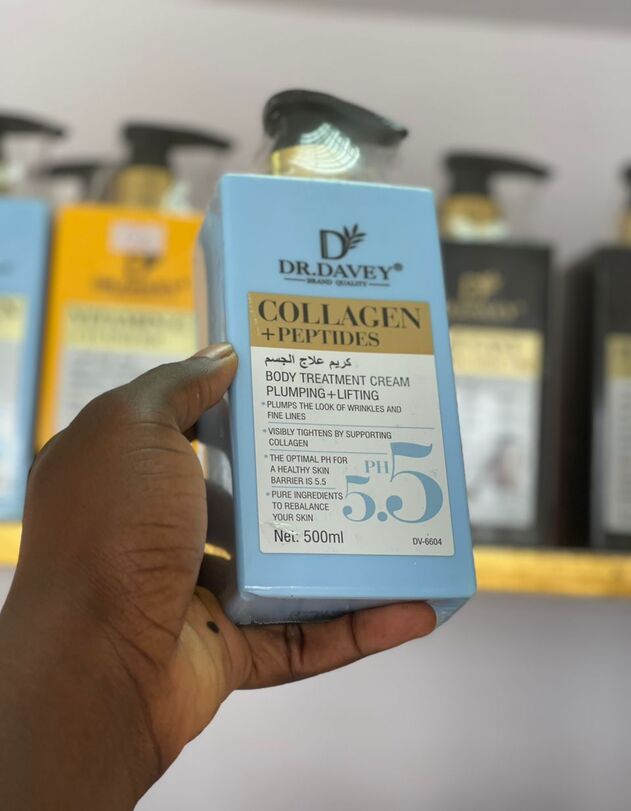 D
DR.DAVEY®
BRAND QUALITY
COLLAGEN
+PEPTIDES
كريم علاج الجسم
BODY TREATMENT CREAM
PLUMPING+LIFTING
• PLUMPS THE LOOK OF WRINKLES AND
FINE LINES
• VISIBLY TIGHTENS BY SUPPORTING
COLLAGEN
• THE OPTIMAL PH FOR
A HEALTHY SKIN
BARRIER IS 5.5
• PURE INGREDIENTS
TO REBALANCE
YOUR SKIN
PH
5.5
Net: 500ml
DV-6604